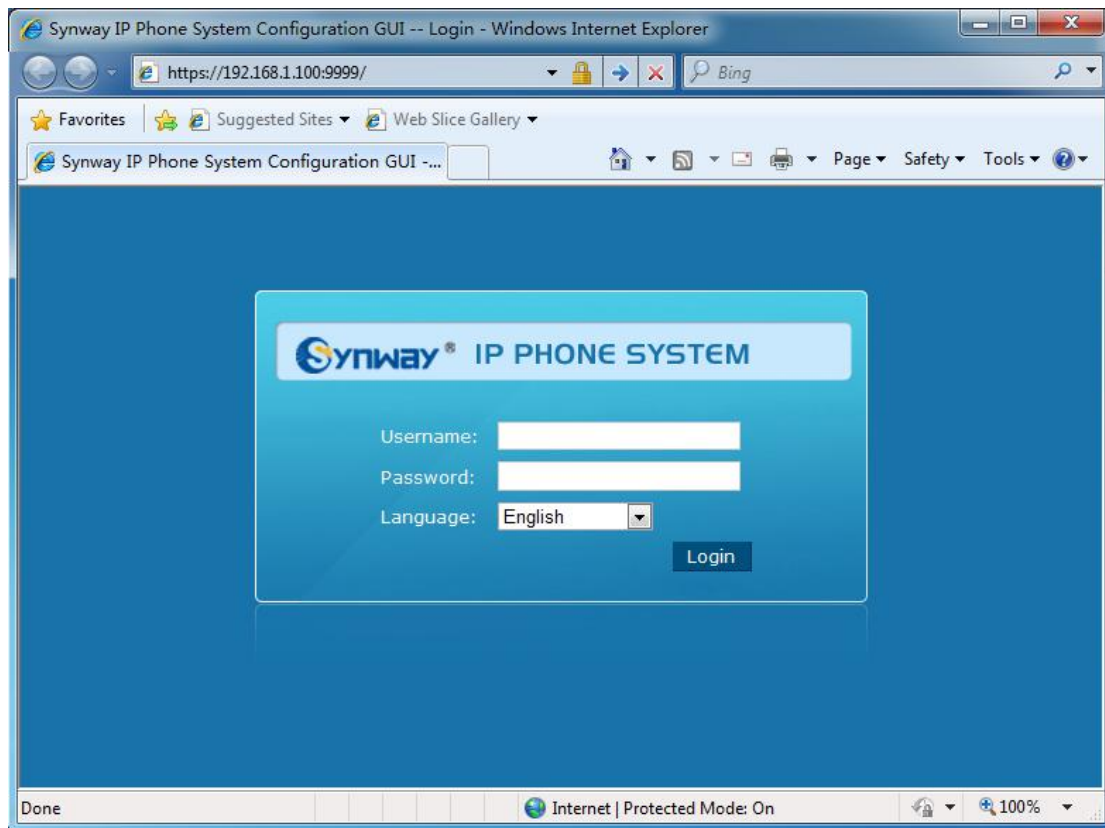 Synway IP Phone System Configuration GUI -- Login - Windows Internet Explorer
https://192.168.1.100:9999/ Bing
Favorites Suggested Sites Web Slice Gallery
Synway IP Phone System Configuration GUI -... Page Safety Tools
Synway® IP PHONE SYSTEM
Username:
Password:
Language: English
Login
Done Internet | Protected Mode: On 100%